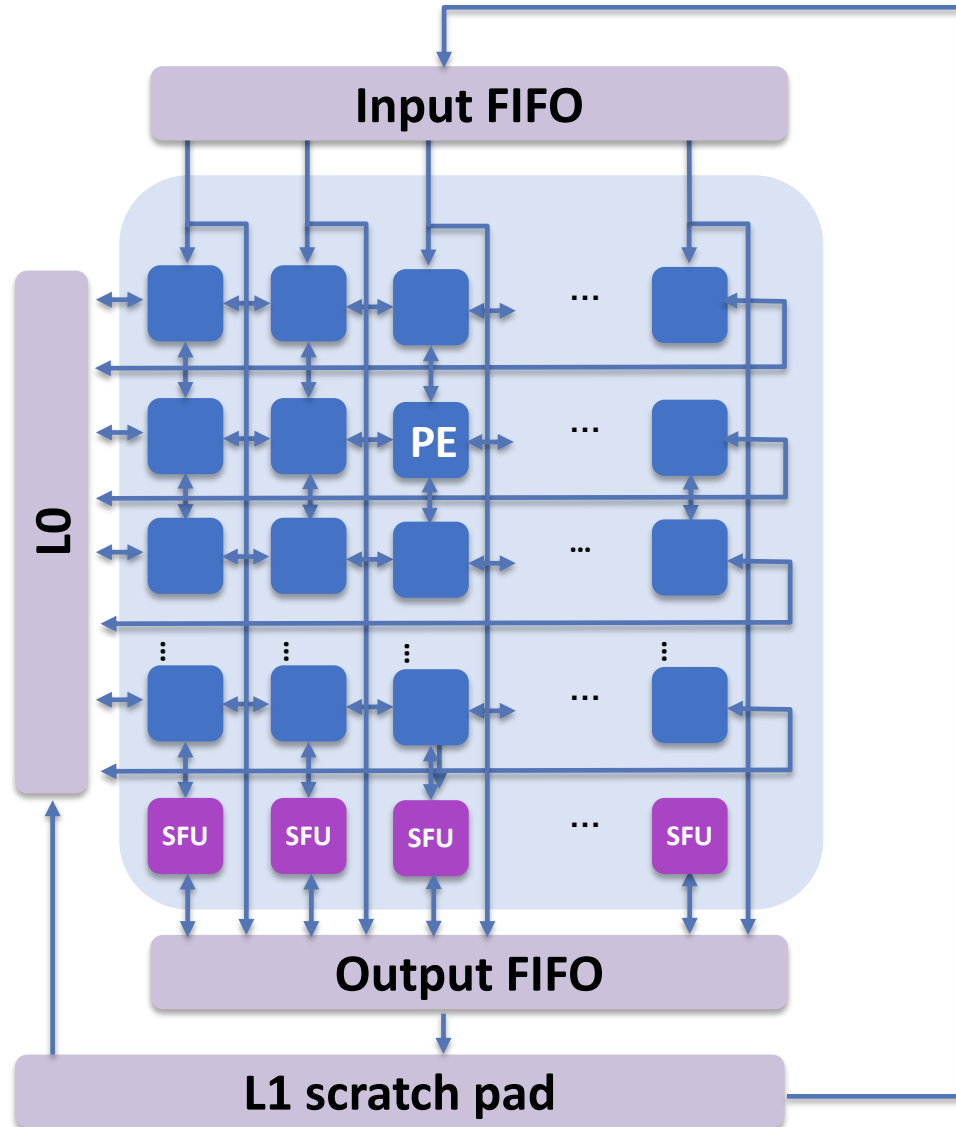 Input FIFO
...
L0
PE
...
...
... ... ... ...
...
SFU SFU SFU ... SFU
Output FIFO
L1 scratch pad